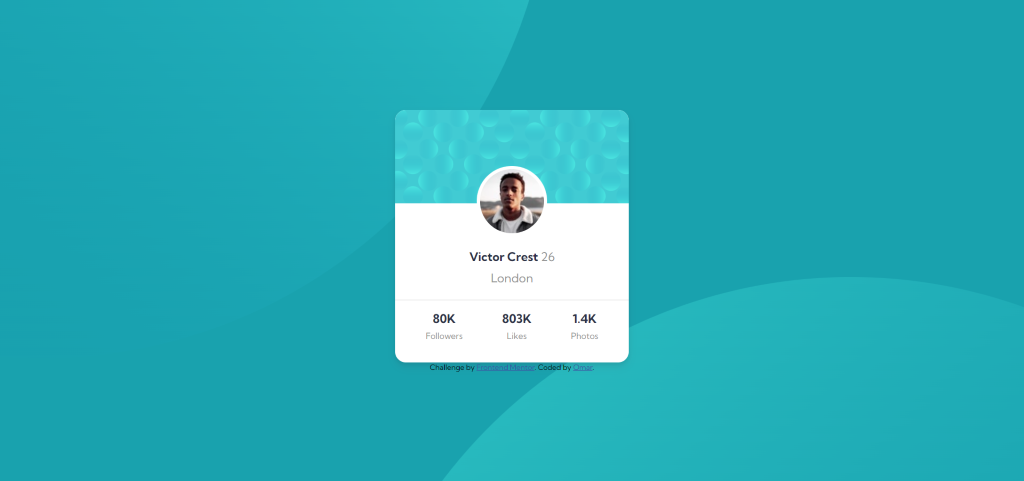 Victor Crest 26
London
80K 803K 1.4K
Followers Likes Photos
Challenge by Frontend Mentor. Coded by Omar.